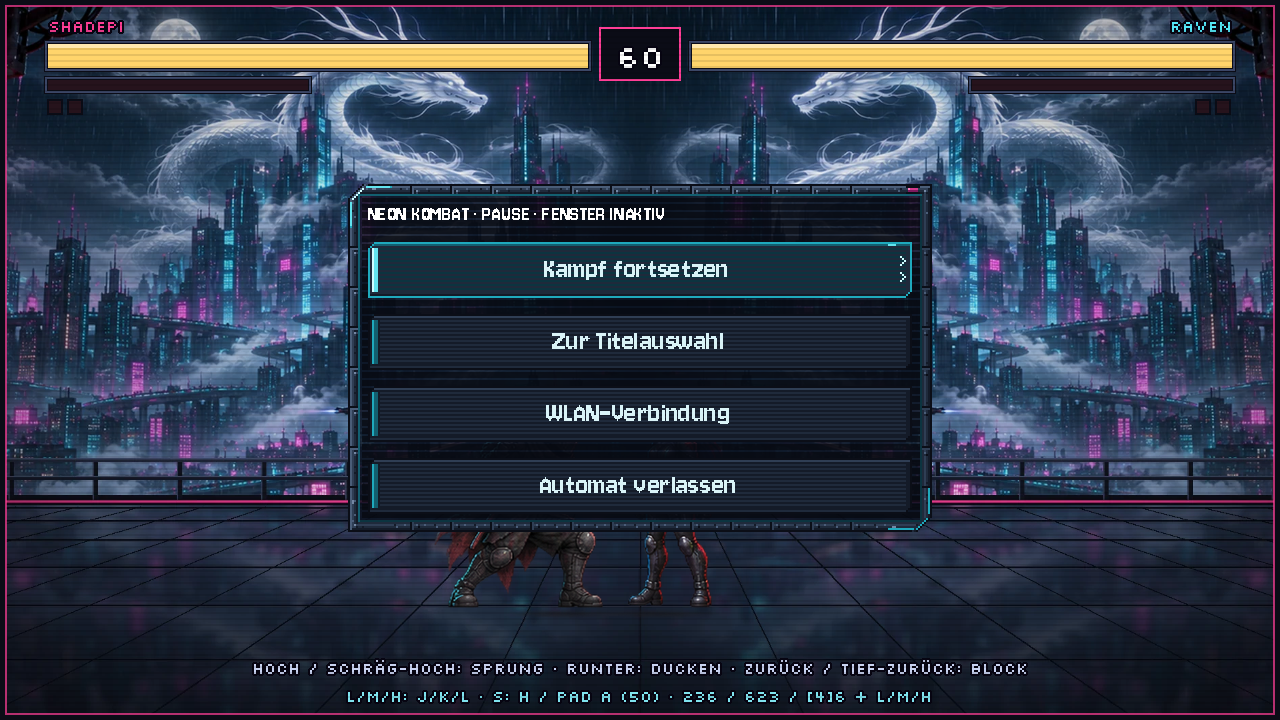 SHADEPI
60
RAVEN
NEON KOMBAT · PAUSE · FENSTER INAKTIV
Kampf fortsetzen
Zur Titelauswahl
WLAN-Verbindung
Automat verlassen
HOCH / SCHRÄG-HOCH: SPRUNG · RUNTER: DUCKEN · ZURÜCK / TIEF-ZURÜCK: BLOCK
L/M/H: J/K/L · S: H / PAD A (50) · 236 / 623 / [4]6 + L/M/H